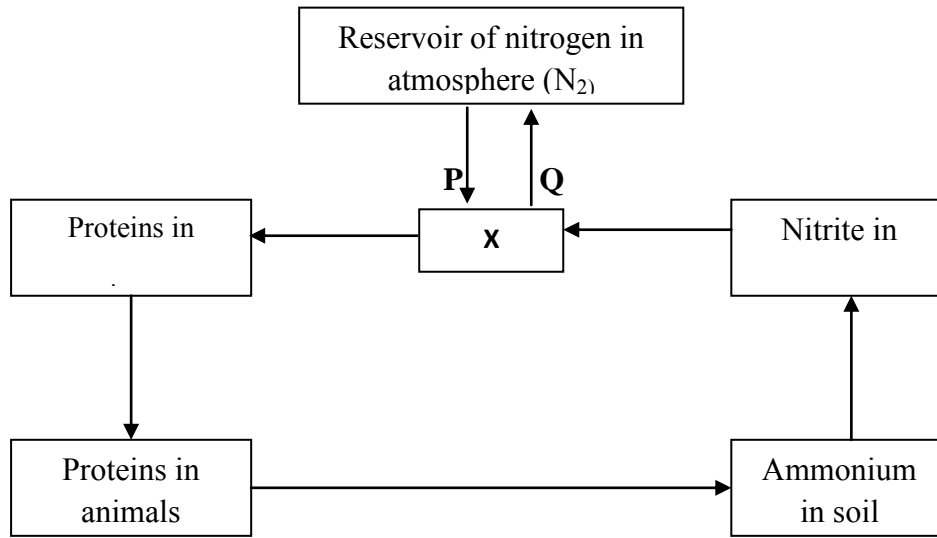 Reservoir of nitrogen in
atmosphere (N₂)
P
Q
Proteins in
X
Nitrite in
Proteins in
animals
Ammonium
in soil